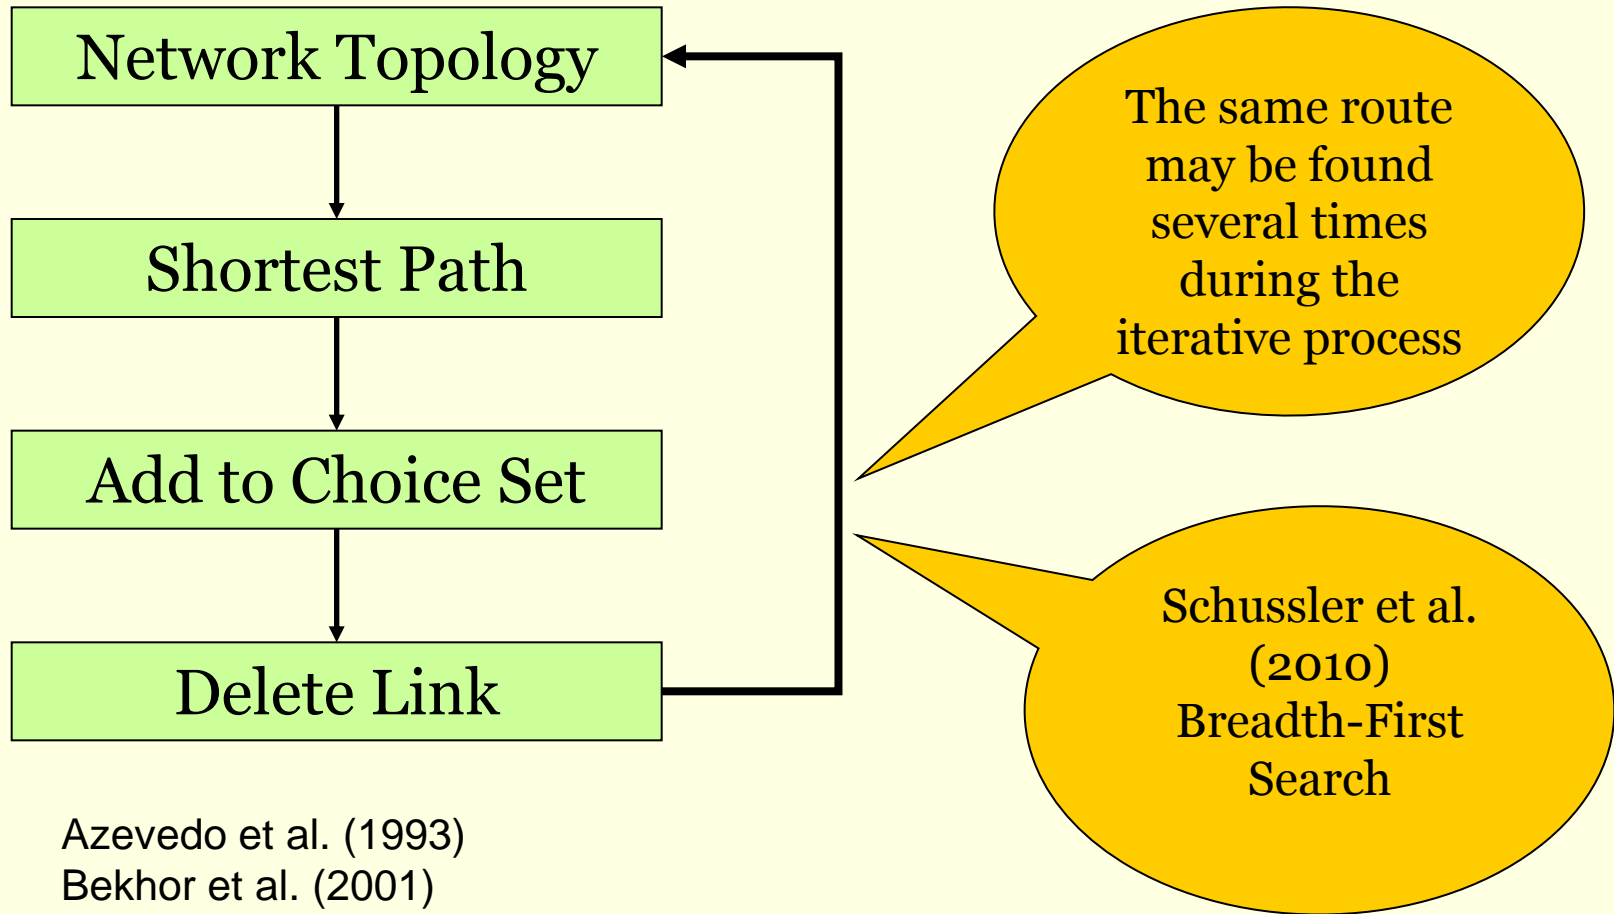 Network Topology
Shortest Path
Add to Choice Set
Delete Link
Azevedo et al. (1993)
Bekhor et al. (2001)
The same route
may be found
several times
during the
iterative process
Schussler et al.
(2010)
Breadth-First
Search